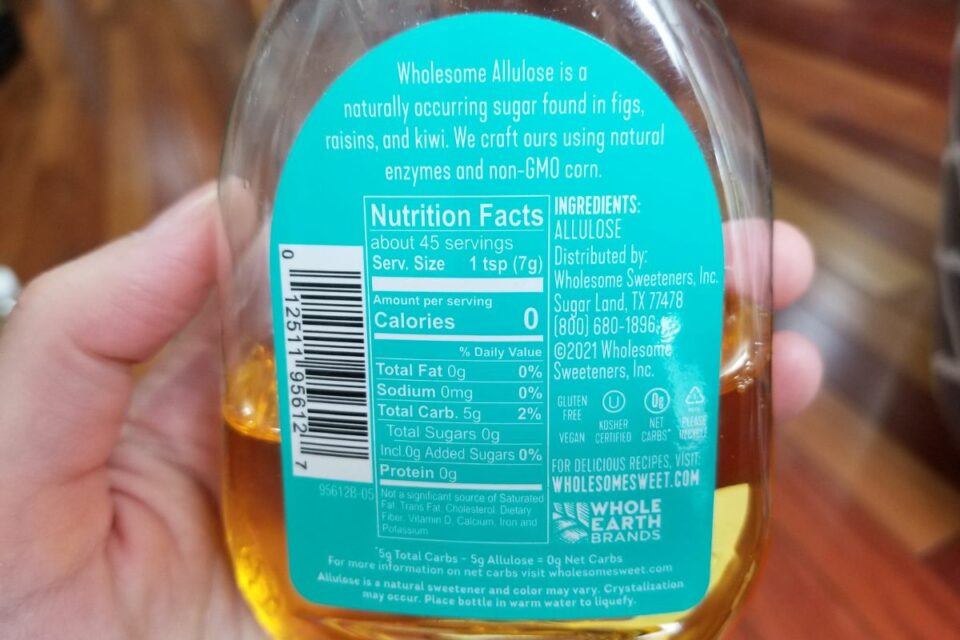 Wholesome Allulose is a
naturally occurring sugar found in figs,
raisins, and kiwi. We craft ours using natural
enzymes and non-GMO corn.
Nutrition Facts
about 45 servings
Serv. Size 1 tsp (7g)
Amount per serving
Calories 0
% Daily Value
Total Fat 0g 0%
Sodium 0mg 0%
Total Carb. 5g 2%
Total Sugars 0g
Incl.0g Added Sugars 0%
Protein 0g
Not a significant source of Saturated
Fat, Trans Fat, Cholesterol, Dietary
Fiber, Vitamin D, Calcium, Iron and
Potassium
INGREDIENTS:
ALLULOSE
Distributed by:
Wholesome Sweeteners, Inc.
Sugar Land, TX 77478
(800) 680-1896
©2021 Wholesome
Sweeteners, Inc.
GLUTEN
FREE
VEGAN
U
KOSHER
CERTIFIED
0g
NET
CARBS*
PLEASE
RECYCLE
FOR DELICIOUS RECIPES, VISIT:
WHOLESOMESWEET.COM
WHOLE
EARTH
BRANDS
0 12511 95612 7
95612B-05
*5g Total Carbs - 5g Allulose = 0g Net Carbs
For more information on net carbs visit wholesomesweet.com
Allulose is a natural sweetener and color may vary. Crystalization
may occur. Place bottle in warm water to liquefy.